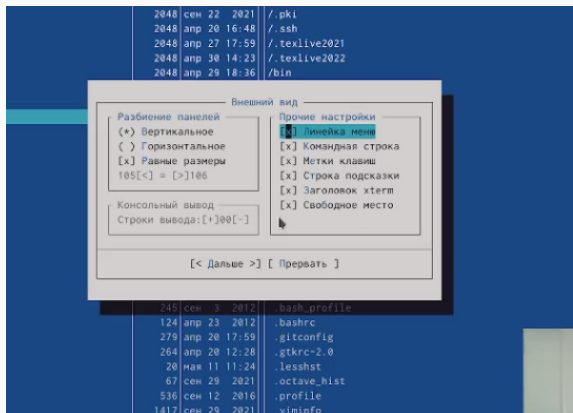 2048 сен 22 2021 /.pki
2048 апр 20 16:48 /.ssh
2048 апр 27 17:59 /.texlive2021
2048 апр 30 14:23 /.texlive2022
2048 апр 29 18:36 /bin
Внешний вид
Разбиение панелей
(*) Вертикальное
( ) Горизонтальное
[x] Равные размеры
105[<] = [>]106
Консольный вывод
Строки вывода:[+]00[-]
Прочие настройки
[x] Линейка меню
[x] Командная строка
[x] Метки клавиш
[x] Строка подсказки
[x] Заголовок xterm
[x] Свободное место
[< Дальше >] [ Прервать ]
245 сен 3 2012 .bash_profile
124 апр 23 2012 .bashrc
279 апр 20 17:59 .gitconfig
264 апр 20 12:28 .gtkrc-2.0
20 мая 11 11:24 .lesshst
67 сен 29 2021 .octave_hist
536 сен 12 2016 .profile
1417 сен 29 2021 .viminfo